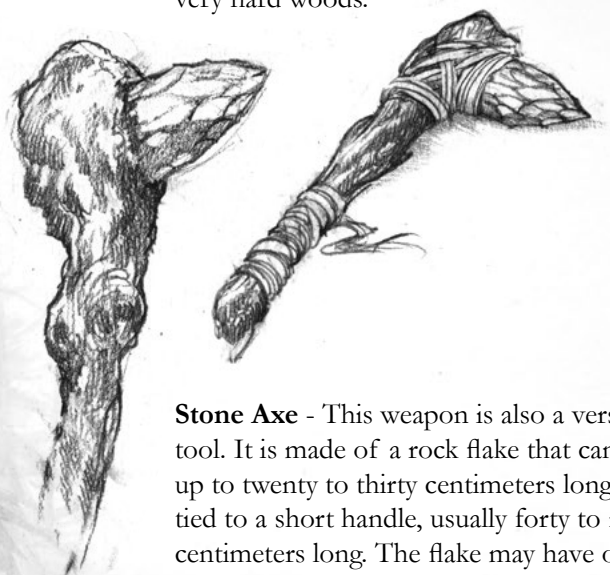 very hard woods.
Stone Axe - This weapon is also a
tool. It is made of a rock flake that
up to twenty to thirty centimeters long
tied to a short handle, usually forty to
centimeters long. The flake may have